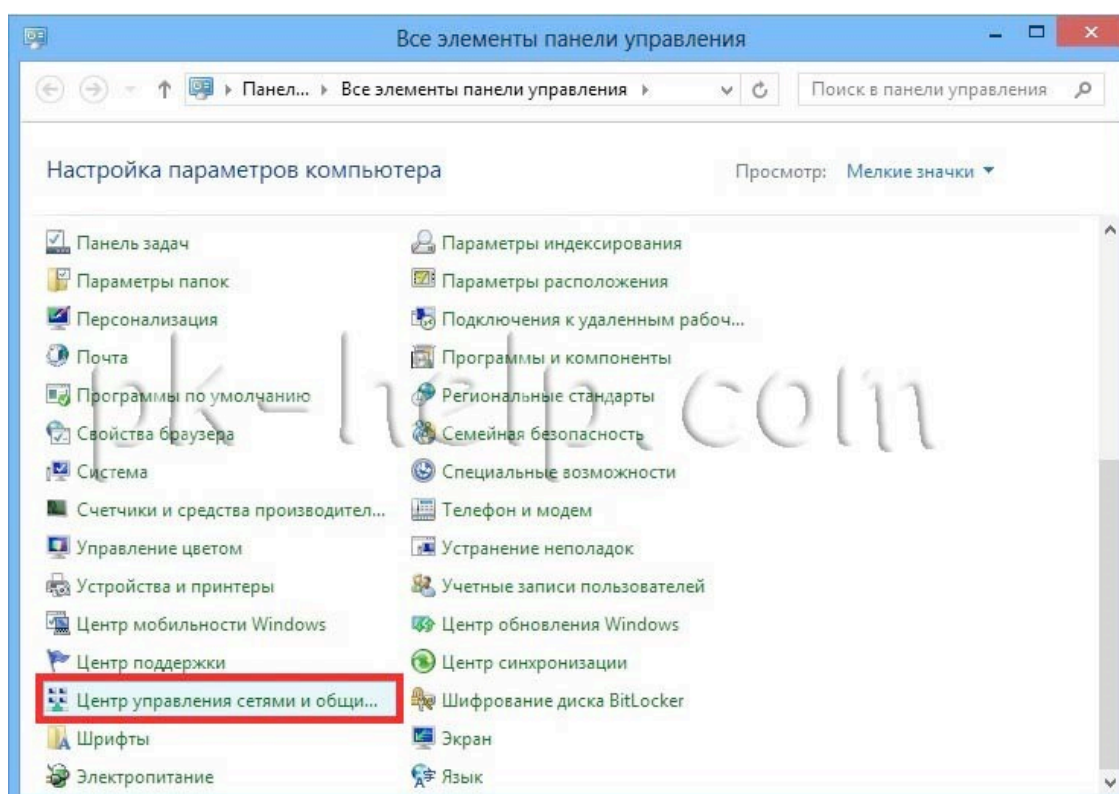 Все элементы панели управления
Панел... Все элементы панели управления Поиск в панели управления
Настройка параметров компьютера Просмотр: Мелкие значки
Панель задач Параметры индексирования
Параметры папок Параметры расположения
Персонализация Подключения к удаленным рабоч...
Почта Программы и компоненты
Программы по умолчанию Региональные стандарты
Свойства браузера Семейная безопасность
Система Специальные возможности
Счетчики и средства производител... Телефон и модем
Управление цветом Устранение неполадок
Устройства и принтеры Учетные записи пользователей
Центр мобильности Windows Центр обновления Windows
Центр поддержки Центр синхронизации
Центр управления сетями и общи... Шифрование диска BitLocker
Шрифты Экран
Электропитание Язык
pk-help.com